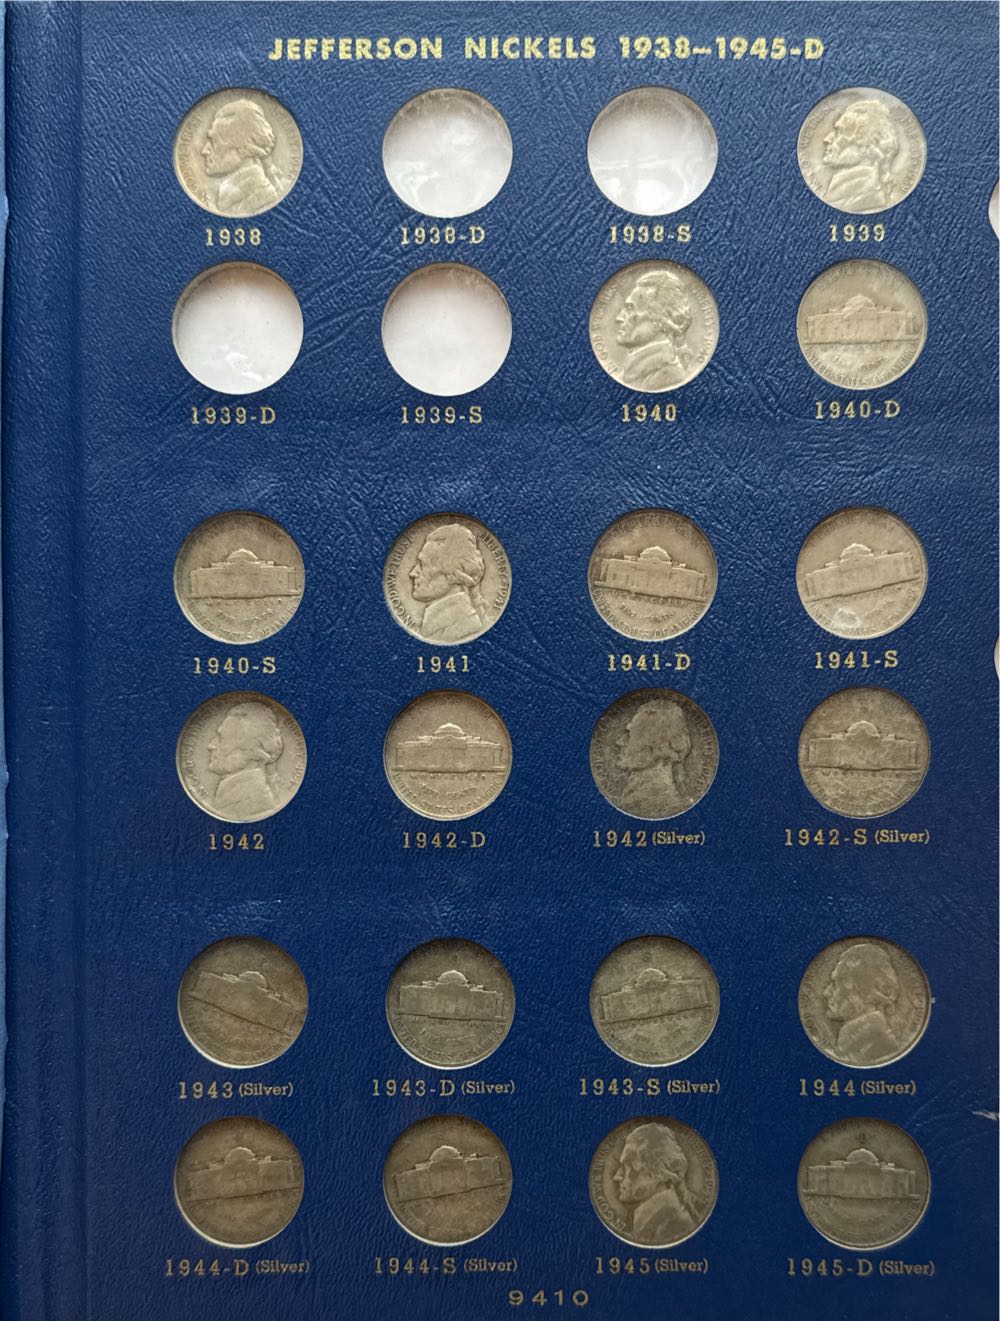 JEFFERSON NICKELS 1938-1945-D
1938 1938-D 1938-S 1939
1939-D 1939-S 1940 1940-D
1940-S 1941 1941-D 1941-S
1942 1942-D 1942 (Silver) 1942-S (Silver)
1943 (Silver) 1943-D (Silver) 1943-S (Silver) 1944 (Silver)
1944-D (Silver) 1944-S (Silver) 1945 (Silver) 1945-D (Silver)
9410